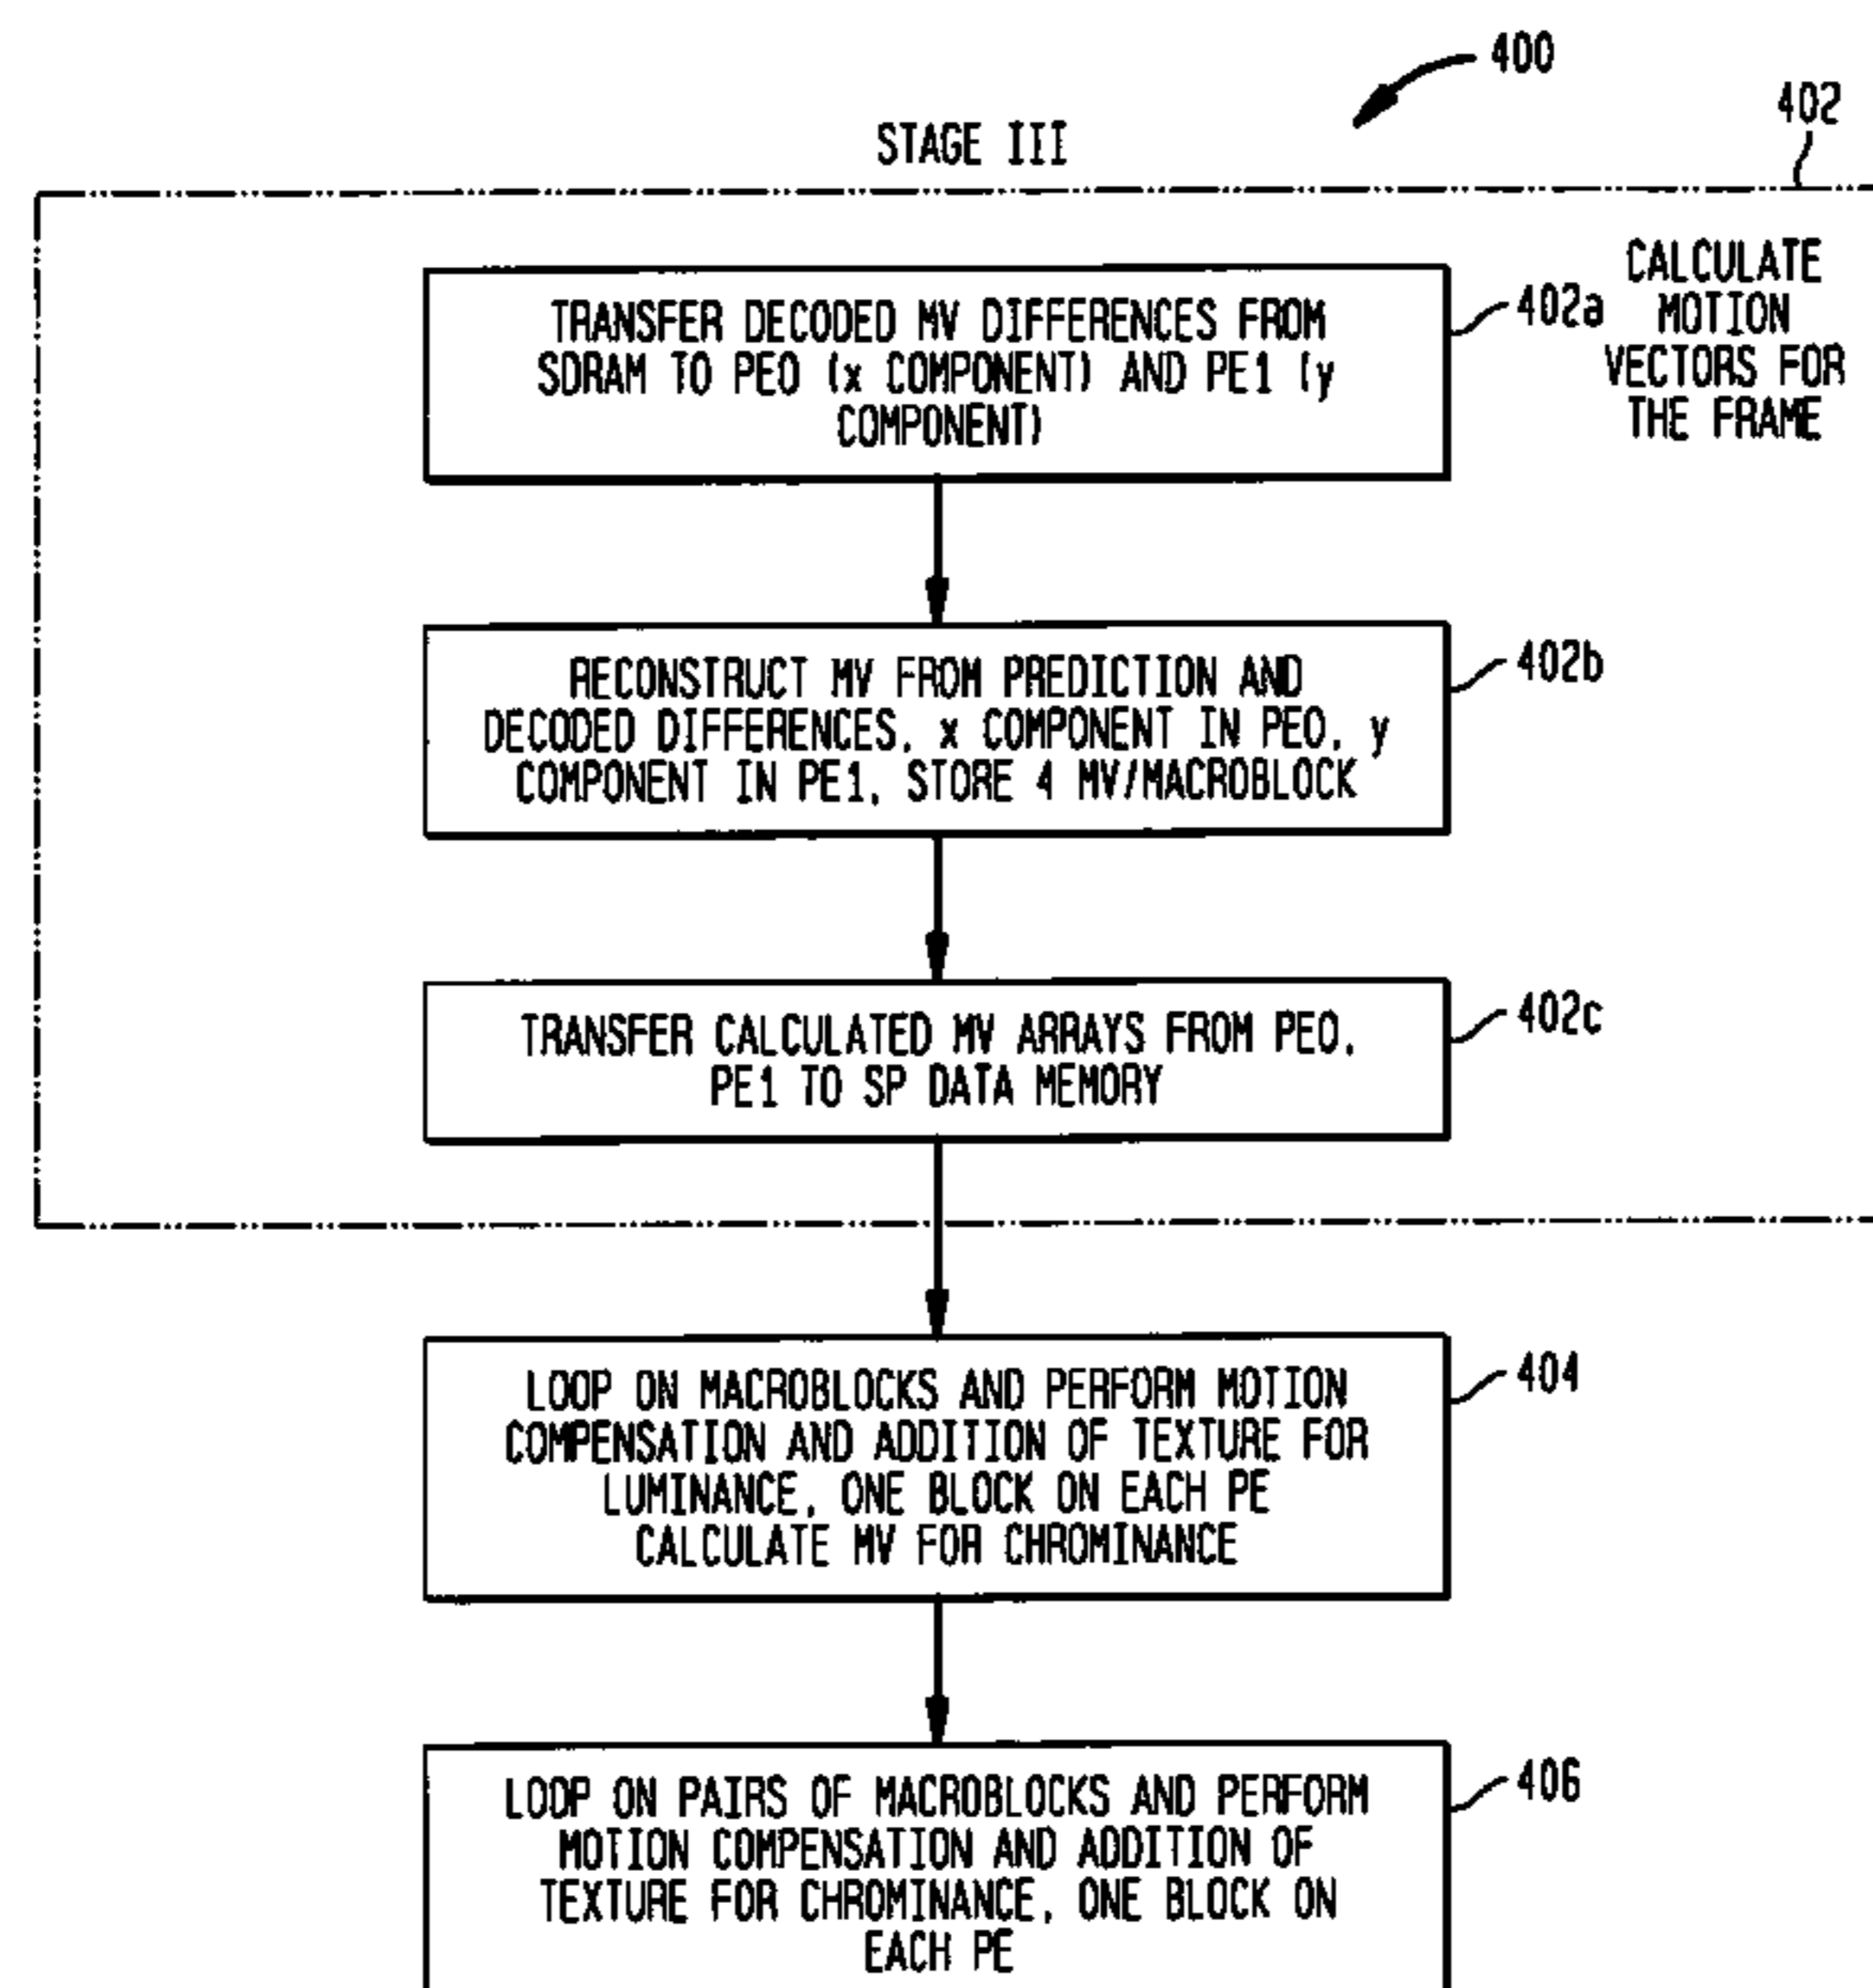 400
402
STAGE III
CALCULATE
MOTION
VECTORS FOR
THE FRAME
402a
TRANSFER DECODED MV DIFFERENCES FROM
SDRAM TO PE0 (x COMPONENT) AND PE1 (y
COMPONENT)
402b
RECONSTRUCT MV FROM PREDICTION AND
DECODED DIFFERENCES, x COMPONENT IN PE0, y
COMPONENT IN PE1, STORE 4 MV/MACROBLOCK
402c
TRANSFER CALCULATED MV ARRAYS FROM PE0,
PE1 TO SP DATA MEMORY
404
LOOP ON MACROBLOCKS AND PERFORM MOTION
COMPENSATION AND ADDITION OF TEXTURE FOR
LUMINANCE, ONE BLOCK ON EACH PE
CALCULATE MV FOR CHROMINANCE
406
LOOP ON PAIRS OF MACROBLOCKS AND PERFORM
MOTION COMPENSATION AND ADDITION OF
TEXTURE FOR CHROMINANCE, ONE BLOCK ON
EACH PE